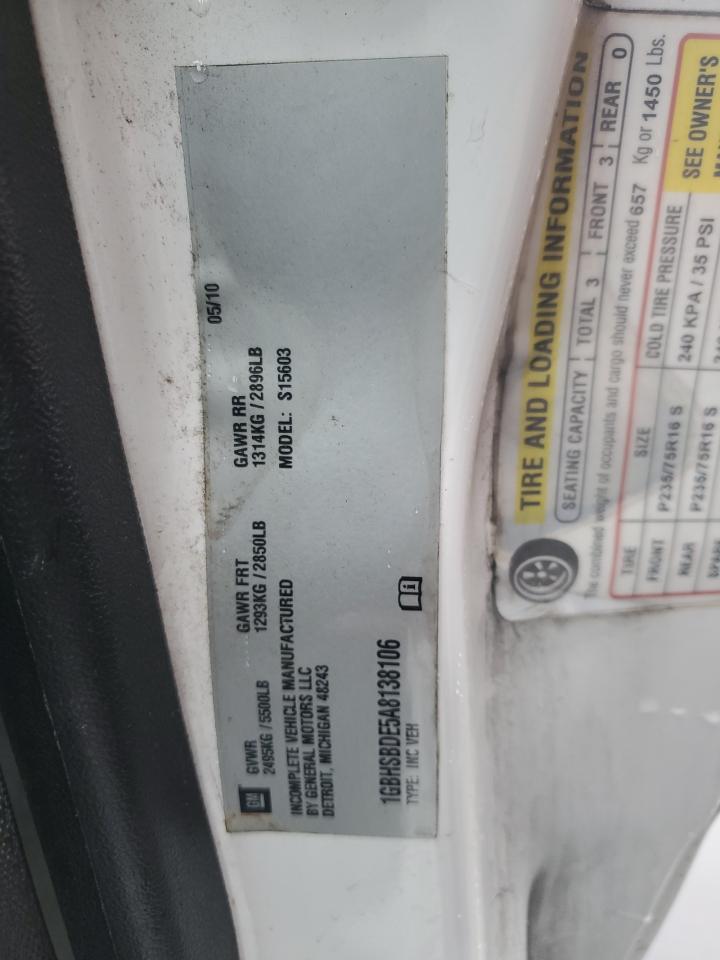 GM
GVWR GAWR FRT GAWR RR 05/10
2495KG / 5500LB 1293KG / 2850LB 1314KG / 2896LB
INCOMPLETE VEHICLE MANUFACTURED MODEL: S15603
BY GENERAL MOTORS LLC
DETROIT, MICHIGAN 48243
1GBHSBDE5A8138106
TYPE: INC VEH
TIRE AND LOADING INFORMATION
SEATING CAPACITY TOTAL 3 FRONT 3 REAR 0
The combined weight of occupants and cargo should never exceed 657 Kg or 1450 Lbs.
TIRE SIZE COLD TIRE PRESSURE
FRONT P235/75R16 S 240 KPA / 35 PSI
REAR P235/75R16 S
SEE OWNER'S